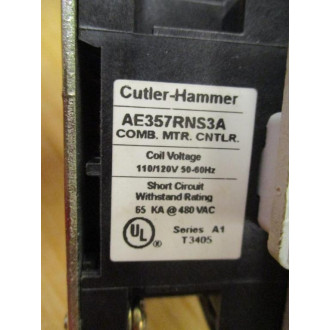 Cutler-Hammer
AE357RNS3A
COMB. MTR. CNTLR.
Coil Voltage
110/120V 50-60Hz
Short Circuit
Withstand Rating
65 KA @ 480 VAC
UL ®
Series A1
T3405